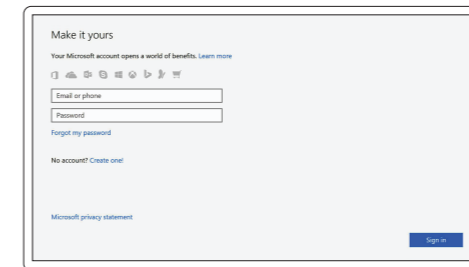 Make it yours
Your Microsoft account opens a world of benefits. Learn more
Email or phone
Password
Forgot my password
No account? Create one!
Microsoft privacy statement
Sign in